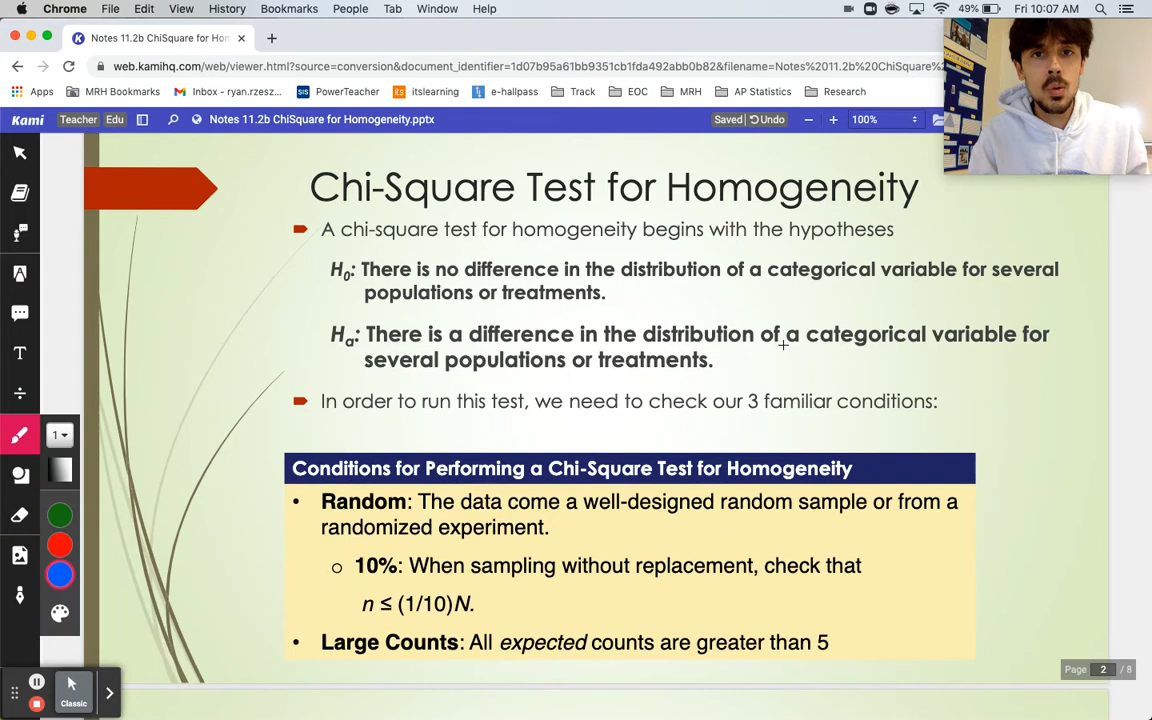 Chrome File Edit View History Bookmarks People Tab Window Help 49% Fri 10:07 AM
Notes 11.2b ChiSquare for Hom
web.kamihq.com/web/viewer.html?source=conversion&document_identifier=1d07b95a61bb9351cb1fda492abb0b82&filename=Notes%2011.2b%20ChiSquare%
Apps MRH Bookmarks Inbox - ryan.rzesz... SIS PowerTeacher its itslearning e-hallpass Track EOC MRH AP Statistics Research
Kami Teacher Edu Notes 11.2b ChiSquare for Homogeneity.pptx Saved Undo 100%
Chi-Square Test for Homogeneity
A chi-square test for homogeneity begins with the hypotheses
H0: There is no difference in the distribution of a categorical variable for several
populations or treatments.
Ha: There is a difference in the distribution of a categorical variable for
several populations or treatments.
In order to run this test, we need to check our 3 familiar conditions:
Conditions for Performing a Chi-Square Test for Homogeneity
• Random: The data come a well-designed random sample or from a
randomized experiment.
o 10%: When sampling without replacement, check that
n ≤ (1/10)N.
• Large Counts: All expected counts are greater than 5
1
Classic
Page 2 / 8